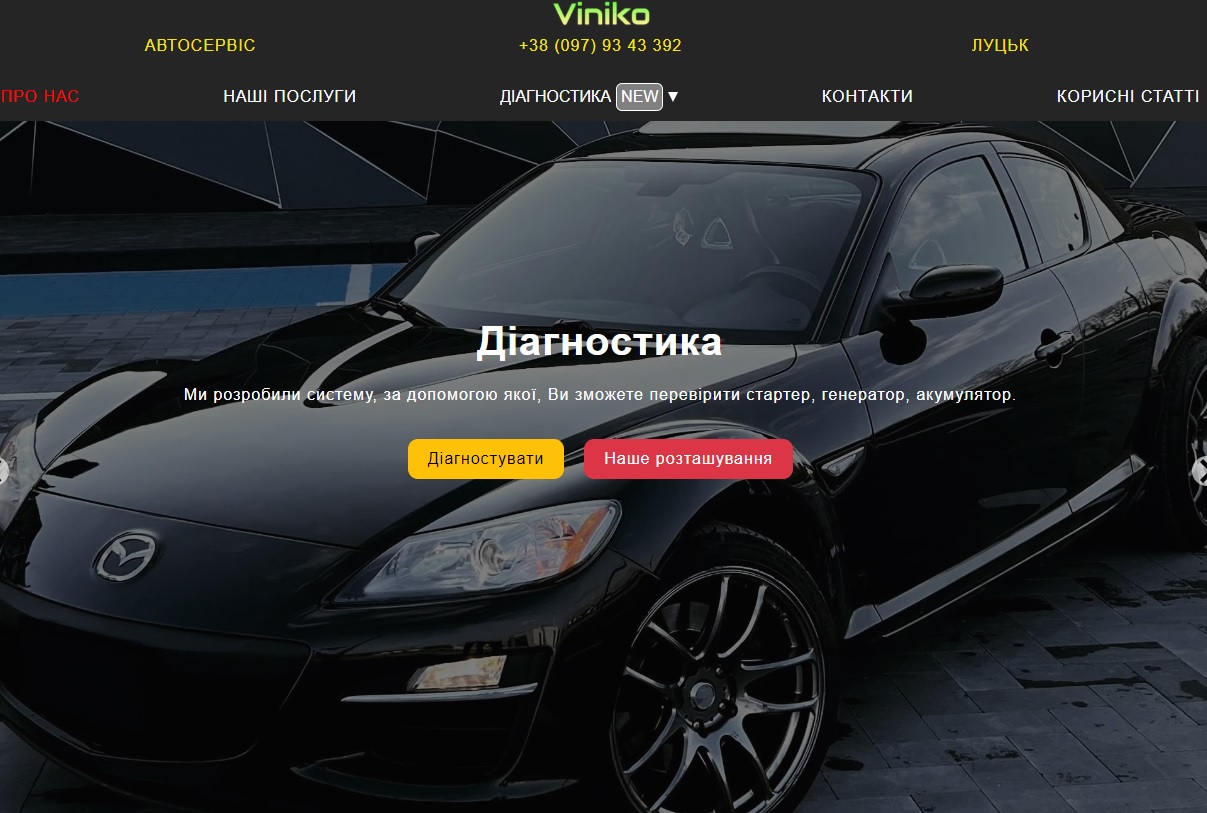 Viniko
АВТОСЕРВІС +38 (097) 93 43 392 ЛУЦЬК
ПРО НАС НАШІ ПОСЛУГИ ДІАГНОСТИКА NEW ▼ КОНТАКТИ КОРИСНІ СТАТТІ
Діагностика
Ми розробили систему, за допомогою якої, Ви зможете перевірити стартер, генератор, акумулятор.
Діагностувати Наше розташування